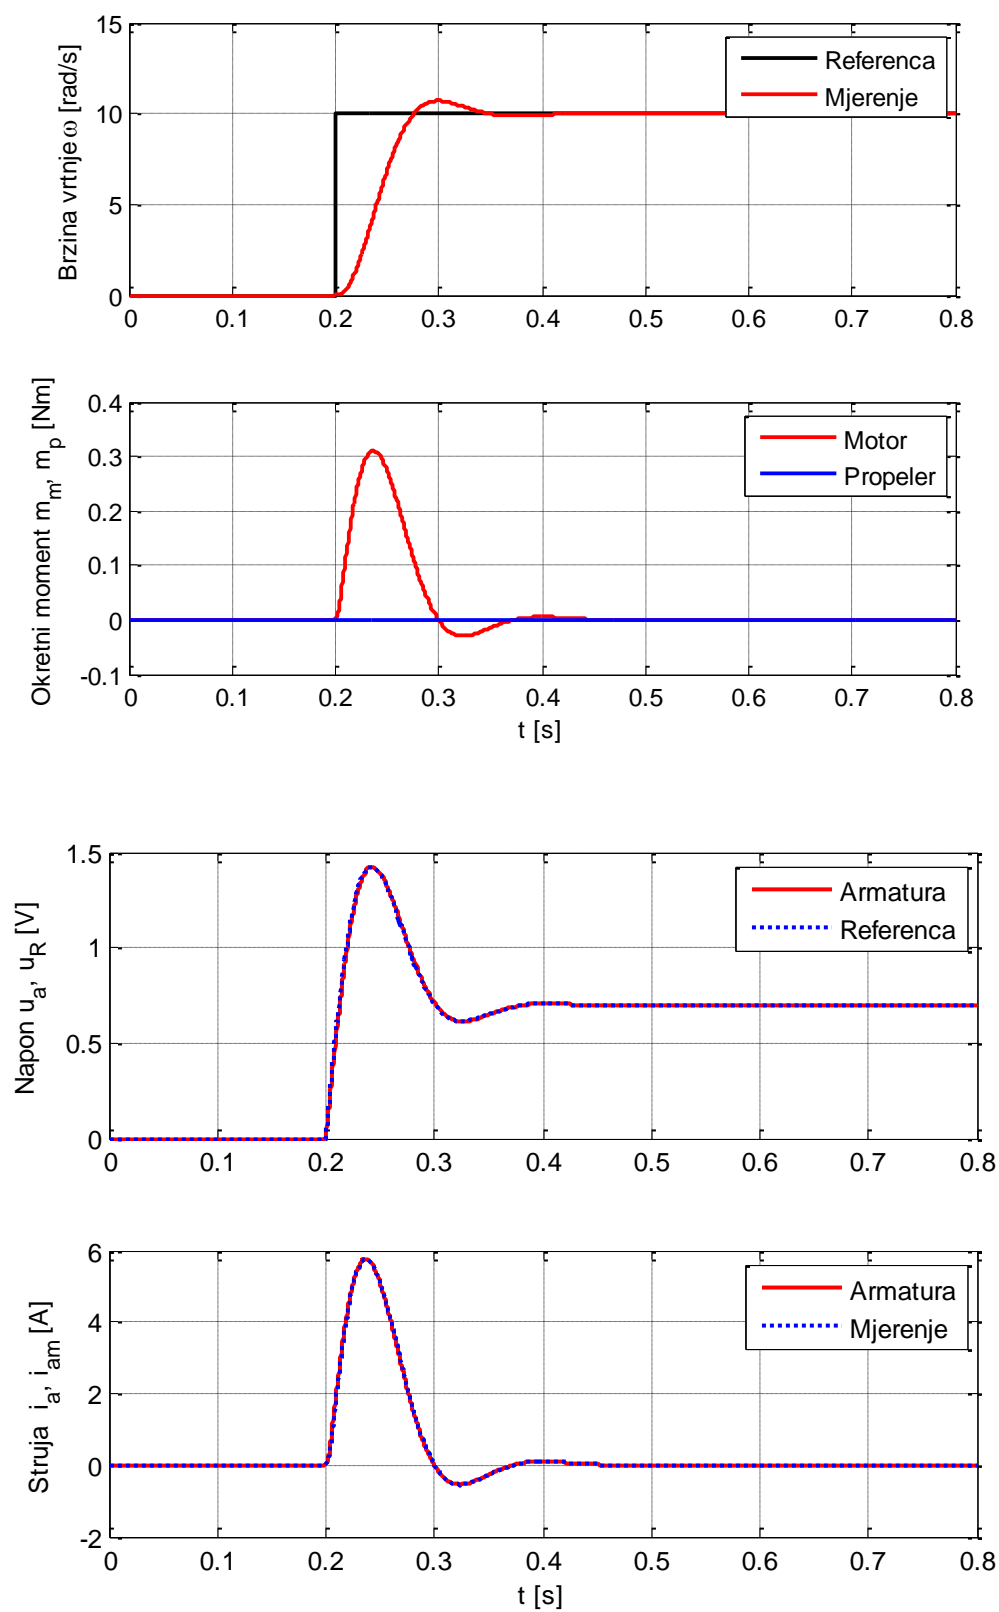 Brzina vrtnje ω [rad/s]
15
10
5
0
0 0.1 0.2 0.3 0.4 0.5 0.6 0.7 0.8
Referenca
Mjerenje
Okretni moment m_m, m_p [Nm]
0.4
0.3
0.2
0.1
0
-0.1
0 0.1 0.2 0.3 0.4 0.5 0.6 0.7 0.8
t [s]
Motor
Propeler
Napon u_a, u_R [V]
1.5
1
0.5
0
0 0.1 0.2 0.3 0.4 0.5 0.6 0.7 0.8
Armatura
Referenca
Struja i_a, i_am [A]
6
4
2
0
-2
0 0.1 0.2 0.3 0.4 0.5 0.6 0.7 0.8
t [s]
Armatura
Mjerenje